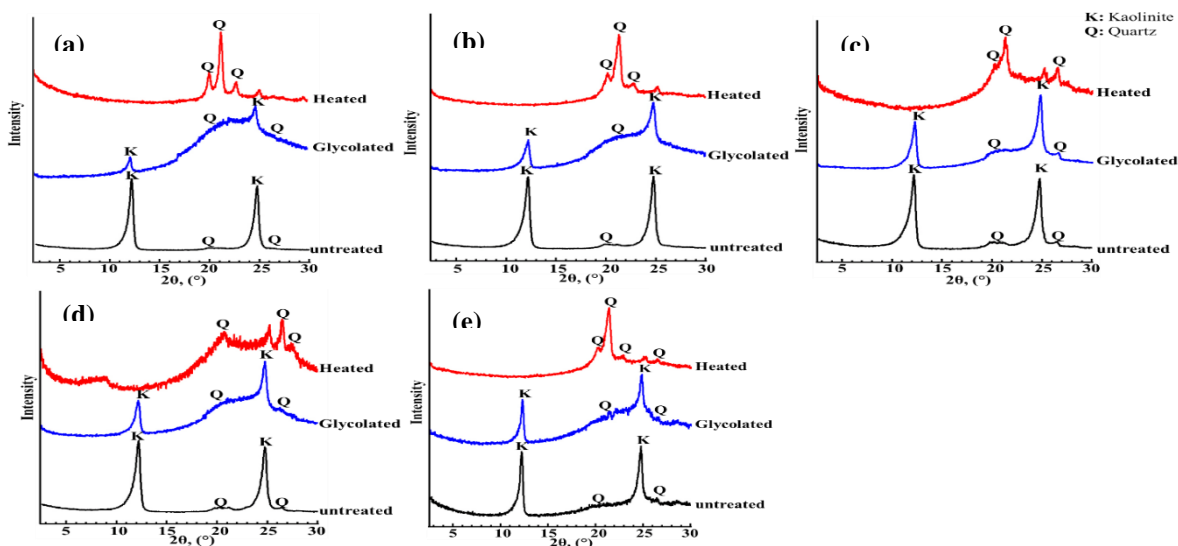 K: Kaolinite
Q: Quartz
(a)
Q
Q
Q
Heated
K
Q
Q
K
Glycolated
K
K
Q
Q
untreated
Intensity
5 10 15 20 25 30
2θ, (°)
(b)
Q
Q
Q
Heated
K
Q
K
Glycolated
K
K
Q
untreated
Intensity
5 10 15 20 25 30
2θ, (°)
(c)
Q
Q
Q
Heated
K
K
Q
Q
Glycolated
K
K
Q
Q
untreated
Intensity
5 10 15 20 25 30
2θ, (°)
(d)
Q
Q
Q
Heated
K
K
Q
Q
Glycolated
K
K
Q
Q
untreated
Intensity
5 10 15 20 25 30
2θ, (°)
(e)
Q
Q
Q
Q
Heated
K
K
Q
Q
Glycolated
K
K
Q
Q
untreated
Intensity
5 10 15 20 25 30
2θ, (°)